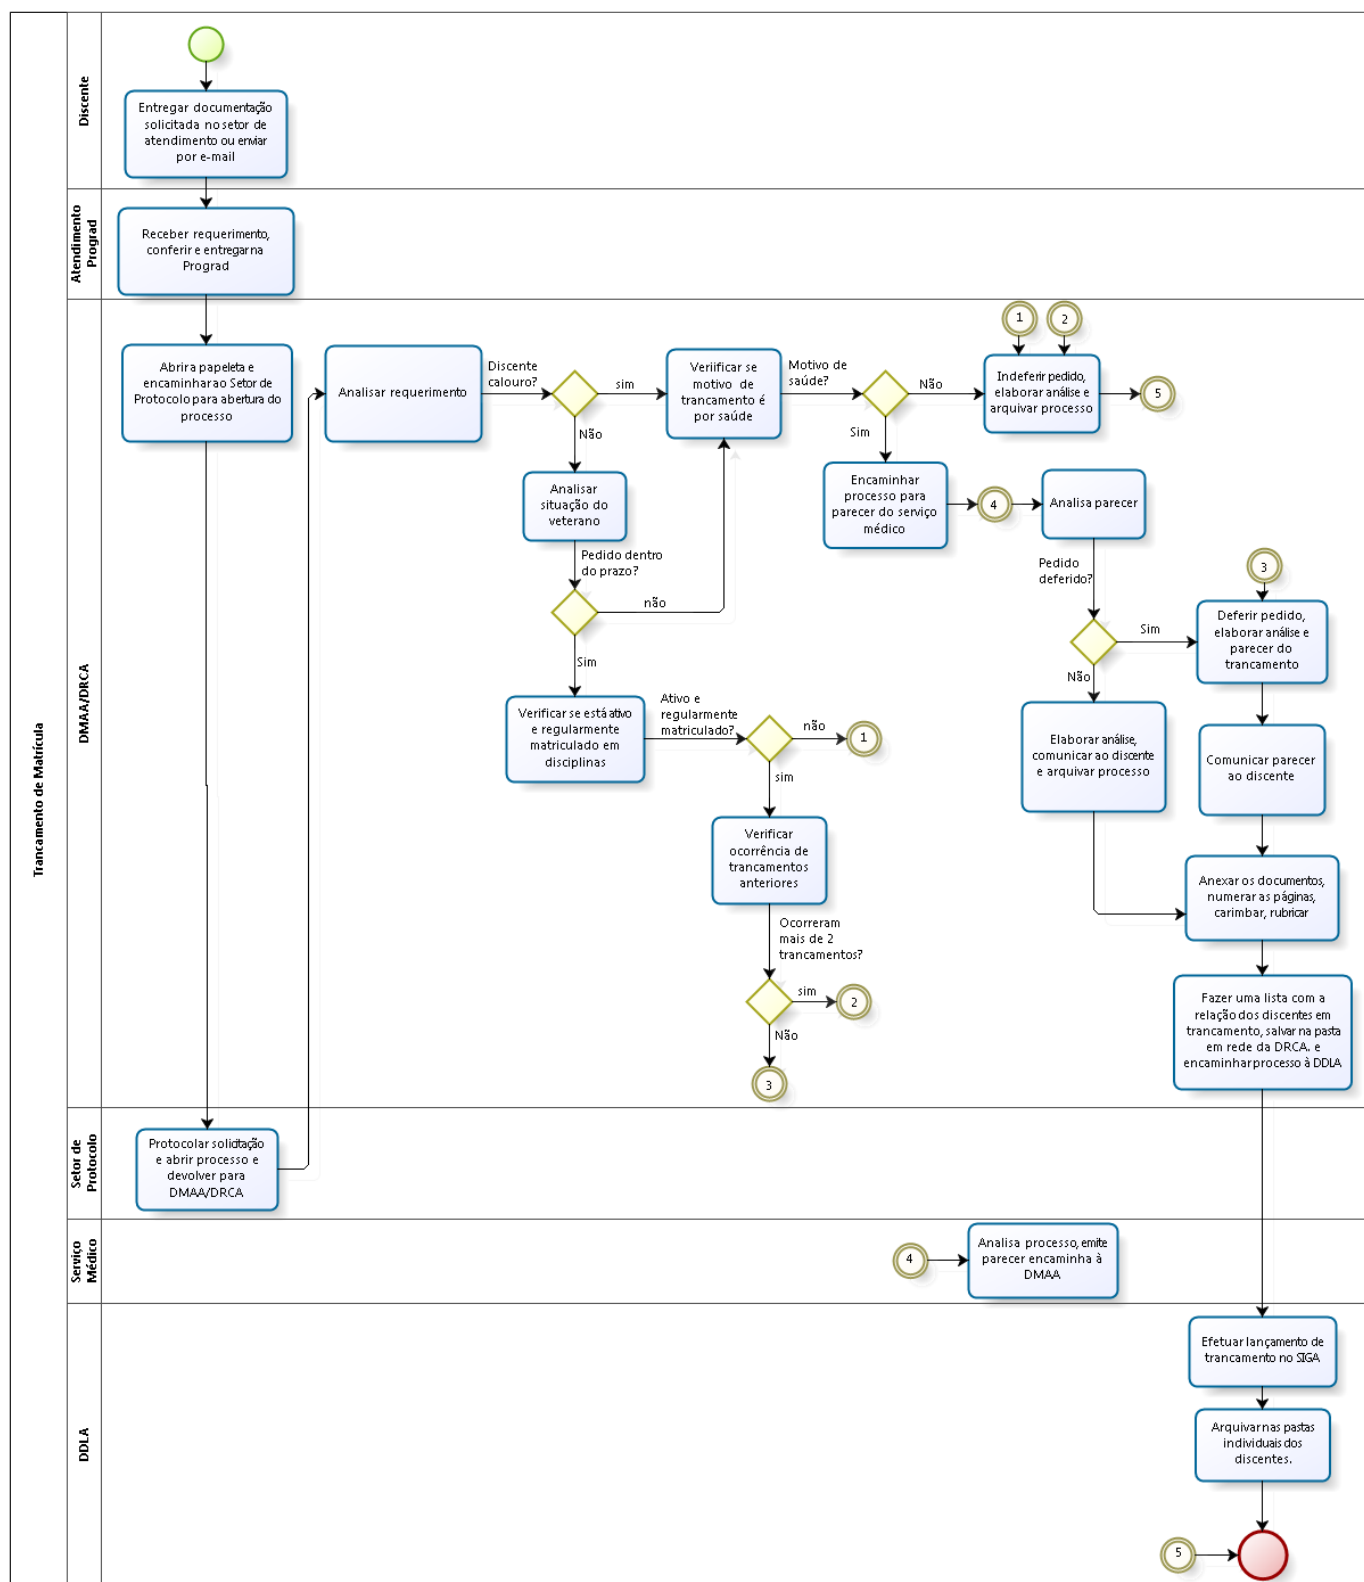 Trancamento de Matrícula
Discente
Entregar documentação
solicitada no setor de
atendimento ou enviar
por e-mail
Atendimento
Prograd
Receber requerimento,
conferir e entregar na
Prograd
DMAA/DRCA
Abrir a papeleta e
encaminhar ao Setor de
Protocolo para abertura do
processo
Analisar requerimento
Discente
calouro?
sim
Não
Veriificar se
motivo de
trancamento é
por saúde
Motivo de
saúde?
Não
Sim
1
2
Indeferir pedido,
elaborar análise e
arquivar processo
5
Analisar
situação do
veterano
Pedido dentro
do prazo?
não
Sim
Encaminhar
processo para
parecer do serviço
médico
4
Analisa parecer
Pedido
deferido?
Sim
Não
3
Deferir pedido,
elaborar análise e
parecer do
trancamento
Verificar se está ativo
e regularmente
matriculado em
disciplinas
Ativo e
regularmente
matriculado?
não
1
sim
Elaborar análise,
comunicar ao discente
e arquivar processo
Comunicar parecer
ao discente
Verificar
ocorrência de
trancamentos
anteriores
Ocorreram
mais de 2
trancamentos?
sim
2
Não
3
Anexar os documentos,
numerar as páginas,
carimbar, rubricar
Fazer uma lista com a
relação dos discentes em
trancamento, salvar na pasta
em rede da DRCA. e
encaminhar processo à DDLA
Setor de
Protocolo
Protocolar solicitação
e abrir processo e
devolver para
DMAA/DRCA
Serviço
Médico
4
Analisa processo, emite
parecer encaminha à
DMAA
DDLA
Efetuar lançamento de
trancamento no SIGA
Arquivar nas pastas
individuais dos
discentes.
5